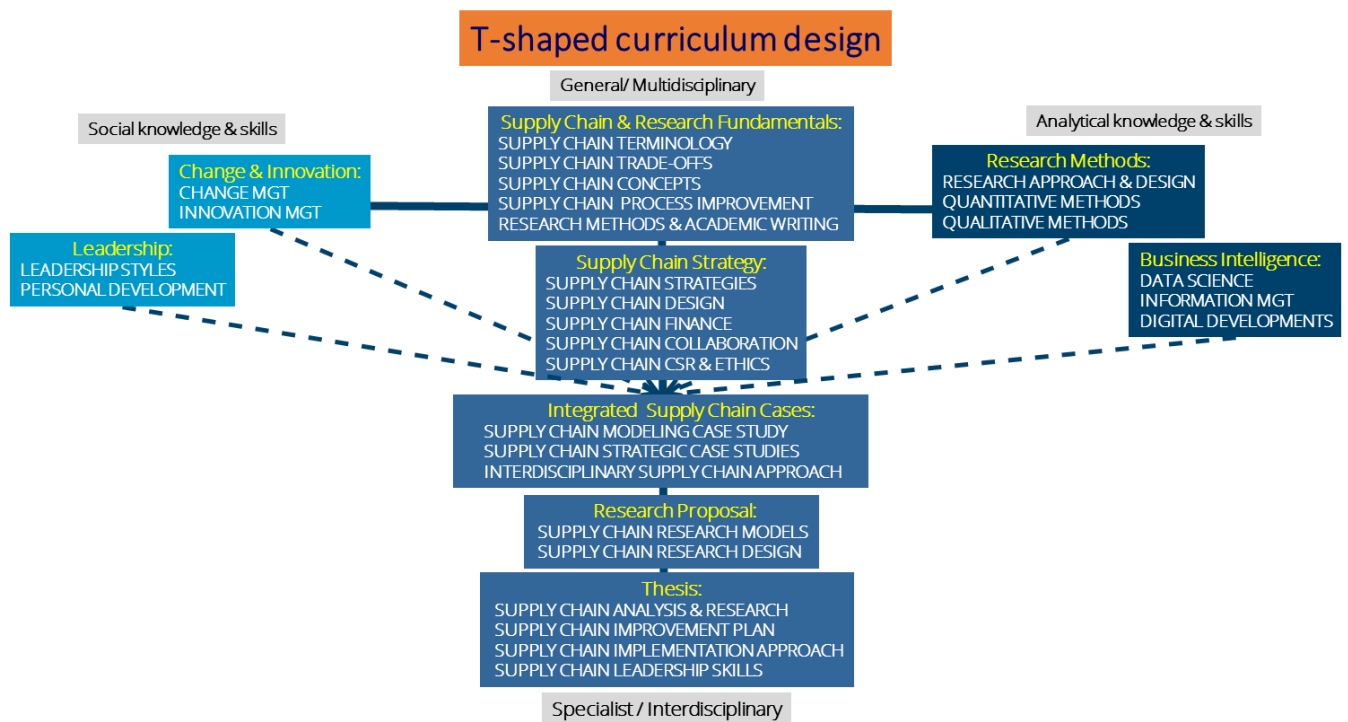 T-shaped curriculum design
General/ Multidisciplinary
Social knowledge & skills
Analytical knowledge & skills
Supply Chain & Research Fundamentals:
SUPPLY CHAIN TERMINOLOGY
SUPPLY CHAIN TRADE-OFFS
SUPPLY CHAIN CONCEPTS
SUPPLY CHAIN PROCESS IMPROVEMENT
RESEARCH METHODS & ACADEMIC WRITING
Change & Innovation:
CHANGE MGT
INNOVATION MGT
Research Methods:
RESEARCH APPROACH & DESIGN
QUANTITATIVE METHODS
QUALITATIVE METHODS
Leadership:
LEADERSHIP STYLES
PERSONAL DEVELOPMENT
Supply Chain Strategy:
SUPPLY CHAIN STRATEGIES
SUPPLY CHAIN DESIGN
SUPPLY CHAIN FINANCE
SUPPLY CHAIN COLLABORATION
SUPPLY CHAIN CSR & ETHICS
Business Intelligence:
DATA SCIENCE
INFORMATION MGT
DIGITAL DEVELOPMENTS
Integrated Supply Chain Cases:
SUPPLY CHAIN MODELING CASE STUDY
SUPPLY CHAIN STRATEGIC CASE STUDIES
INTERDISCIPLINARY SUPPLY CHAIN APPROACH
Research Proposal:
SUPPLY CHAIN RESEARCH MODELS
SUPPLY CHAIN RESEARCH DESIGN
Thesis:
SUPPLY CHAIN ANALYSIS & RESEARCH
SUPPLY CHAIN IMPROVEMENT PLAN
SUPPLY CHAIN IMPLEMENTATION APPROACH
SUPPLY CHAIN LEADERSHIP SKILLS
Specialist / Interdisciplinary